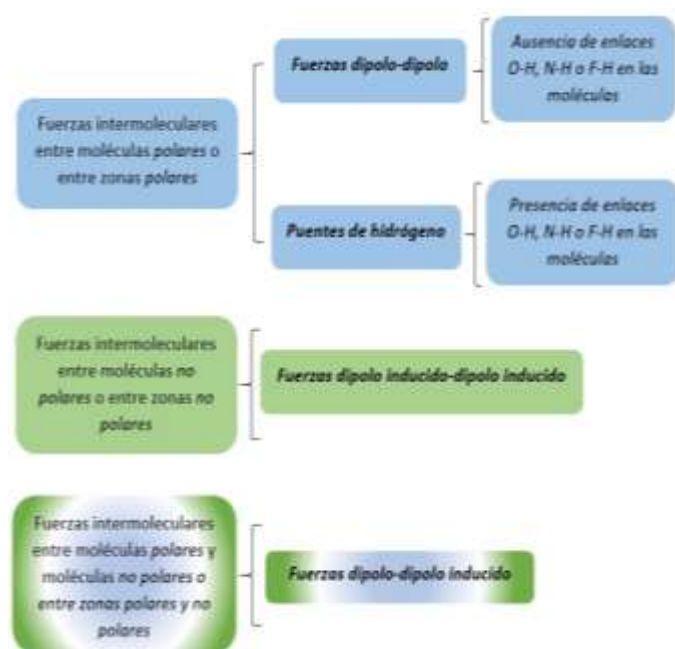 Fuerzas intermoleculares
entre moléculas polares o
entre zonas polares
Fuerzas dipolo-dipolo
Ausencia de enlaces
O-H, N-H o F-H en las
moléculas
Puentes de hidrógeno
Presencia de enlaces
O-H, N-H o F-H en las
moléculas
Fuerzas intermoleculares
entre moléculas no
polares o entre zonas no
polares
Fuerzas dipolo inducido-dipolo inducido
Fuerzas intermoleculares
entre moléculas polares y
moléculas no polares o
entre zonas polares y no
polares
Fuerzas dipolo-dipolo inducido